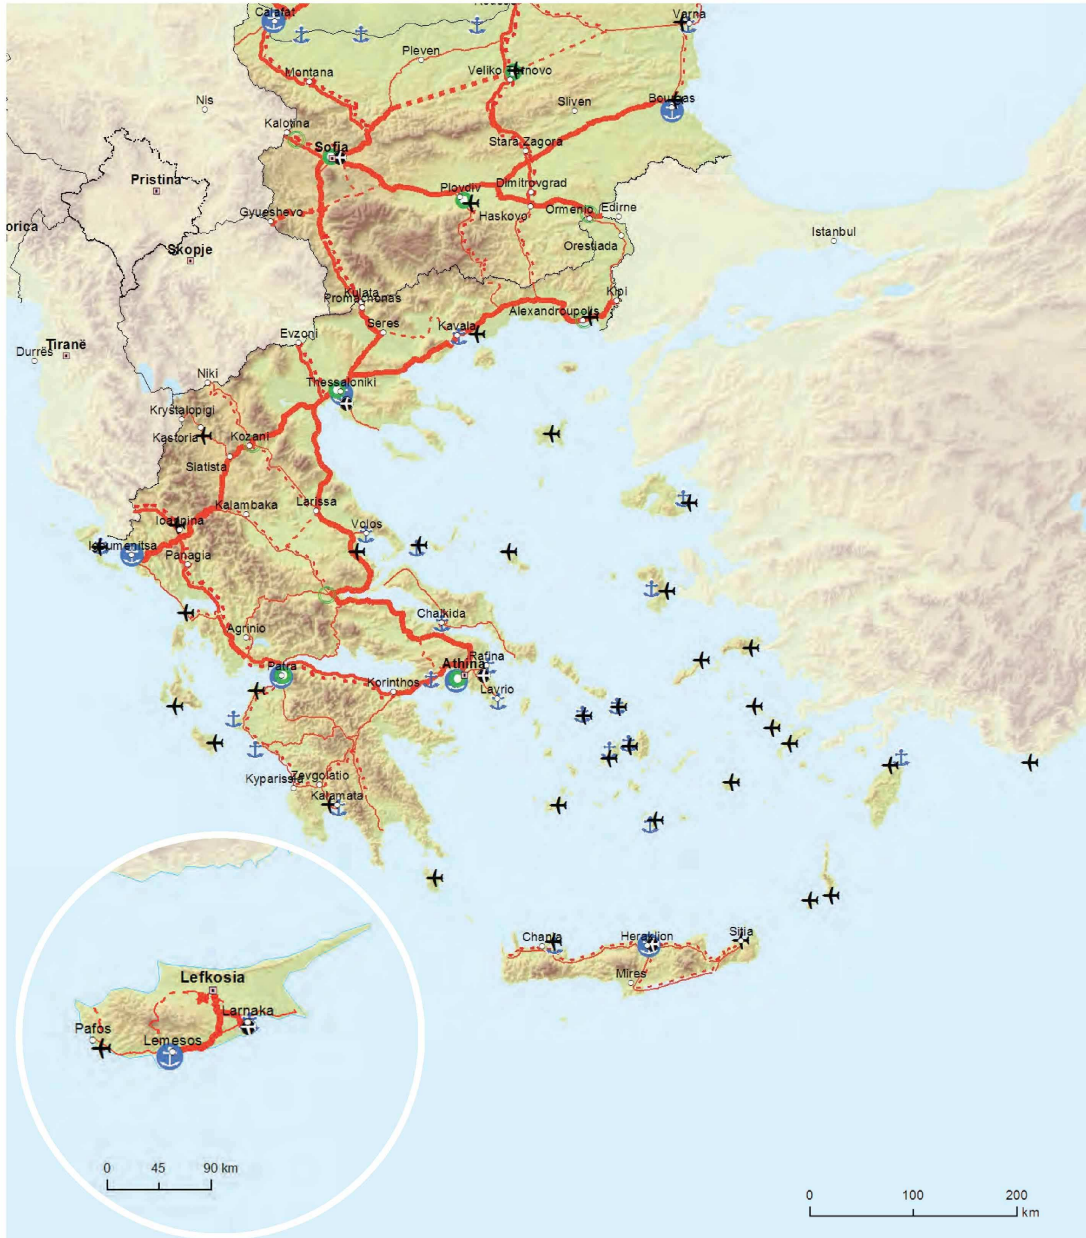 Calafat
Varna
Pleven
Montana
Veliko Tarnovo
Nis
Sliven
Bourgas
Kalotina
Sofia
Stara Zagora
Pristina
Plovdiv
Dimitrovgrad
Gyueshevo
Haskovo
Ormenio
Edirne
orica
Istanbul
Skopje
Orestiada
Kulata
Promachonas
Kipi
Alexandroupolis
Seres
Kavala
Evzoni
Durrës
Tiranë
Niki
Thessaloniki
Krystalopigi
Kastoria
Kozani
Siatista
Kalambaka
Larissa
Ioannina
Volos
Igoumenitsa
Panagia
Chalkida
Agrinio
Rafina
Patra
Athina
Korinthos
Lavrio
Kyparissia
Zevgolatio
Kalamata
Chania
Heraklion
Sitia
Mires
Lefkosia
Larnaka
Pafos
Lemesos
0 45 90 km
0 100 200
km